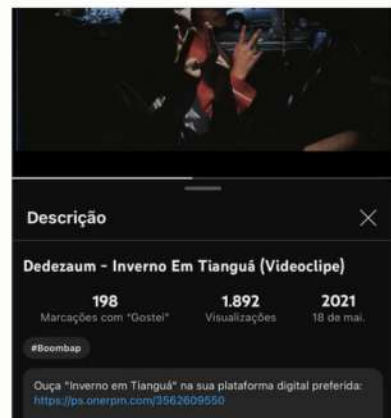 Descrição
Dedezaum - Inverno Em Tianguá (Videoclipe)
198
Marcações com "Gostei"
1.892
Visualizações
2021
18 de mai.
#Boombap
Ouça "Inverno em Tianguá" na sua plataforma digital preferida:
https://ps.onerpm.com/3562609550